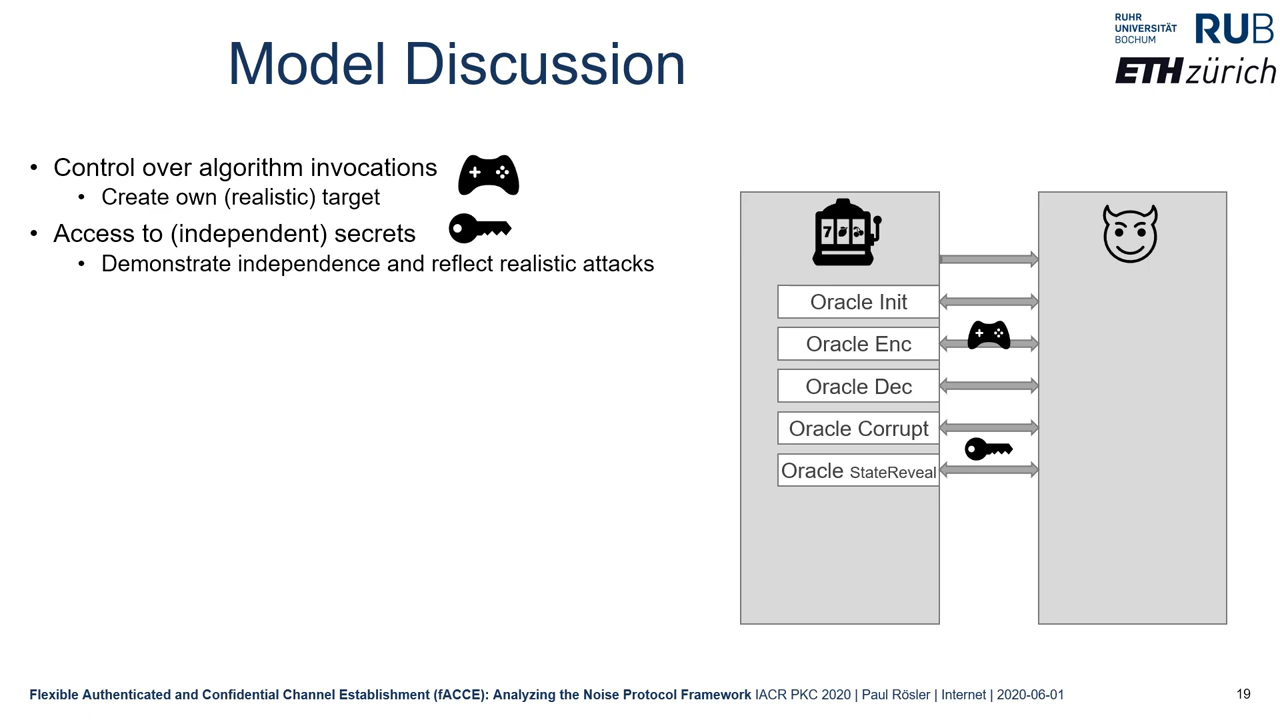 Model Discussion
RUHR
UNIVERSITÄT
BOCHUM
RUB
ETH zürich
• Control over algorithm invocations
• Create own (realistic) target
• Access to (independent) secrets
• Demonstrate independence and reflect realistic attacks
7
Oracle Init
Oracle Enc
Oracle Dec
Oracle Corrupt
Oracle StateReveal
Flexible Authenticated and Confidential Channel Establishment (fACCE): Analyzing the Noise Protocol Framework IACR PKC 2020 | Paul Rösler | Internet | 2020-06-01
19